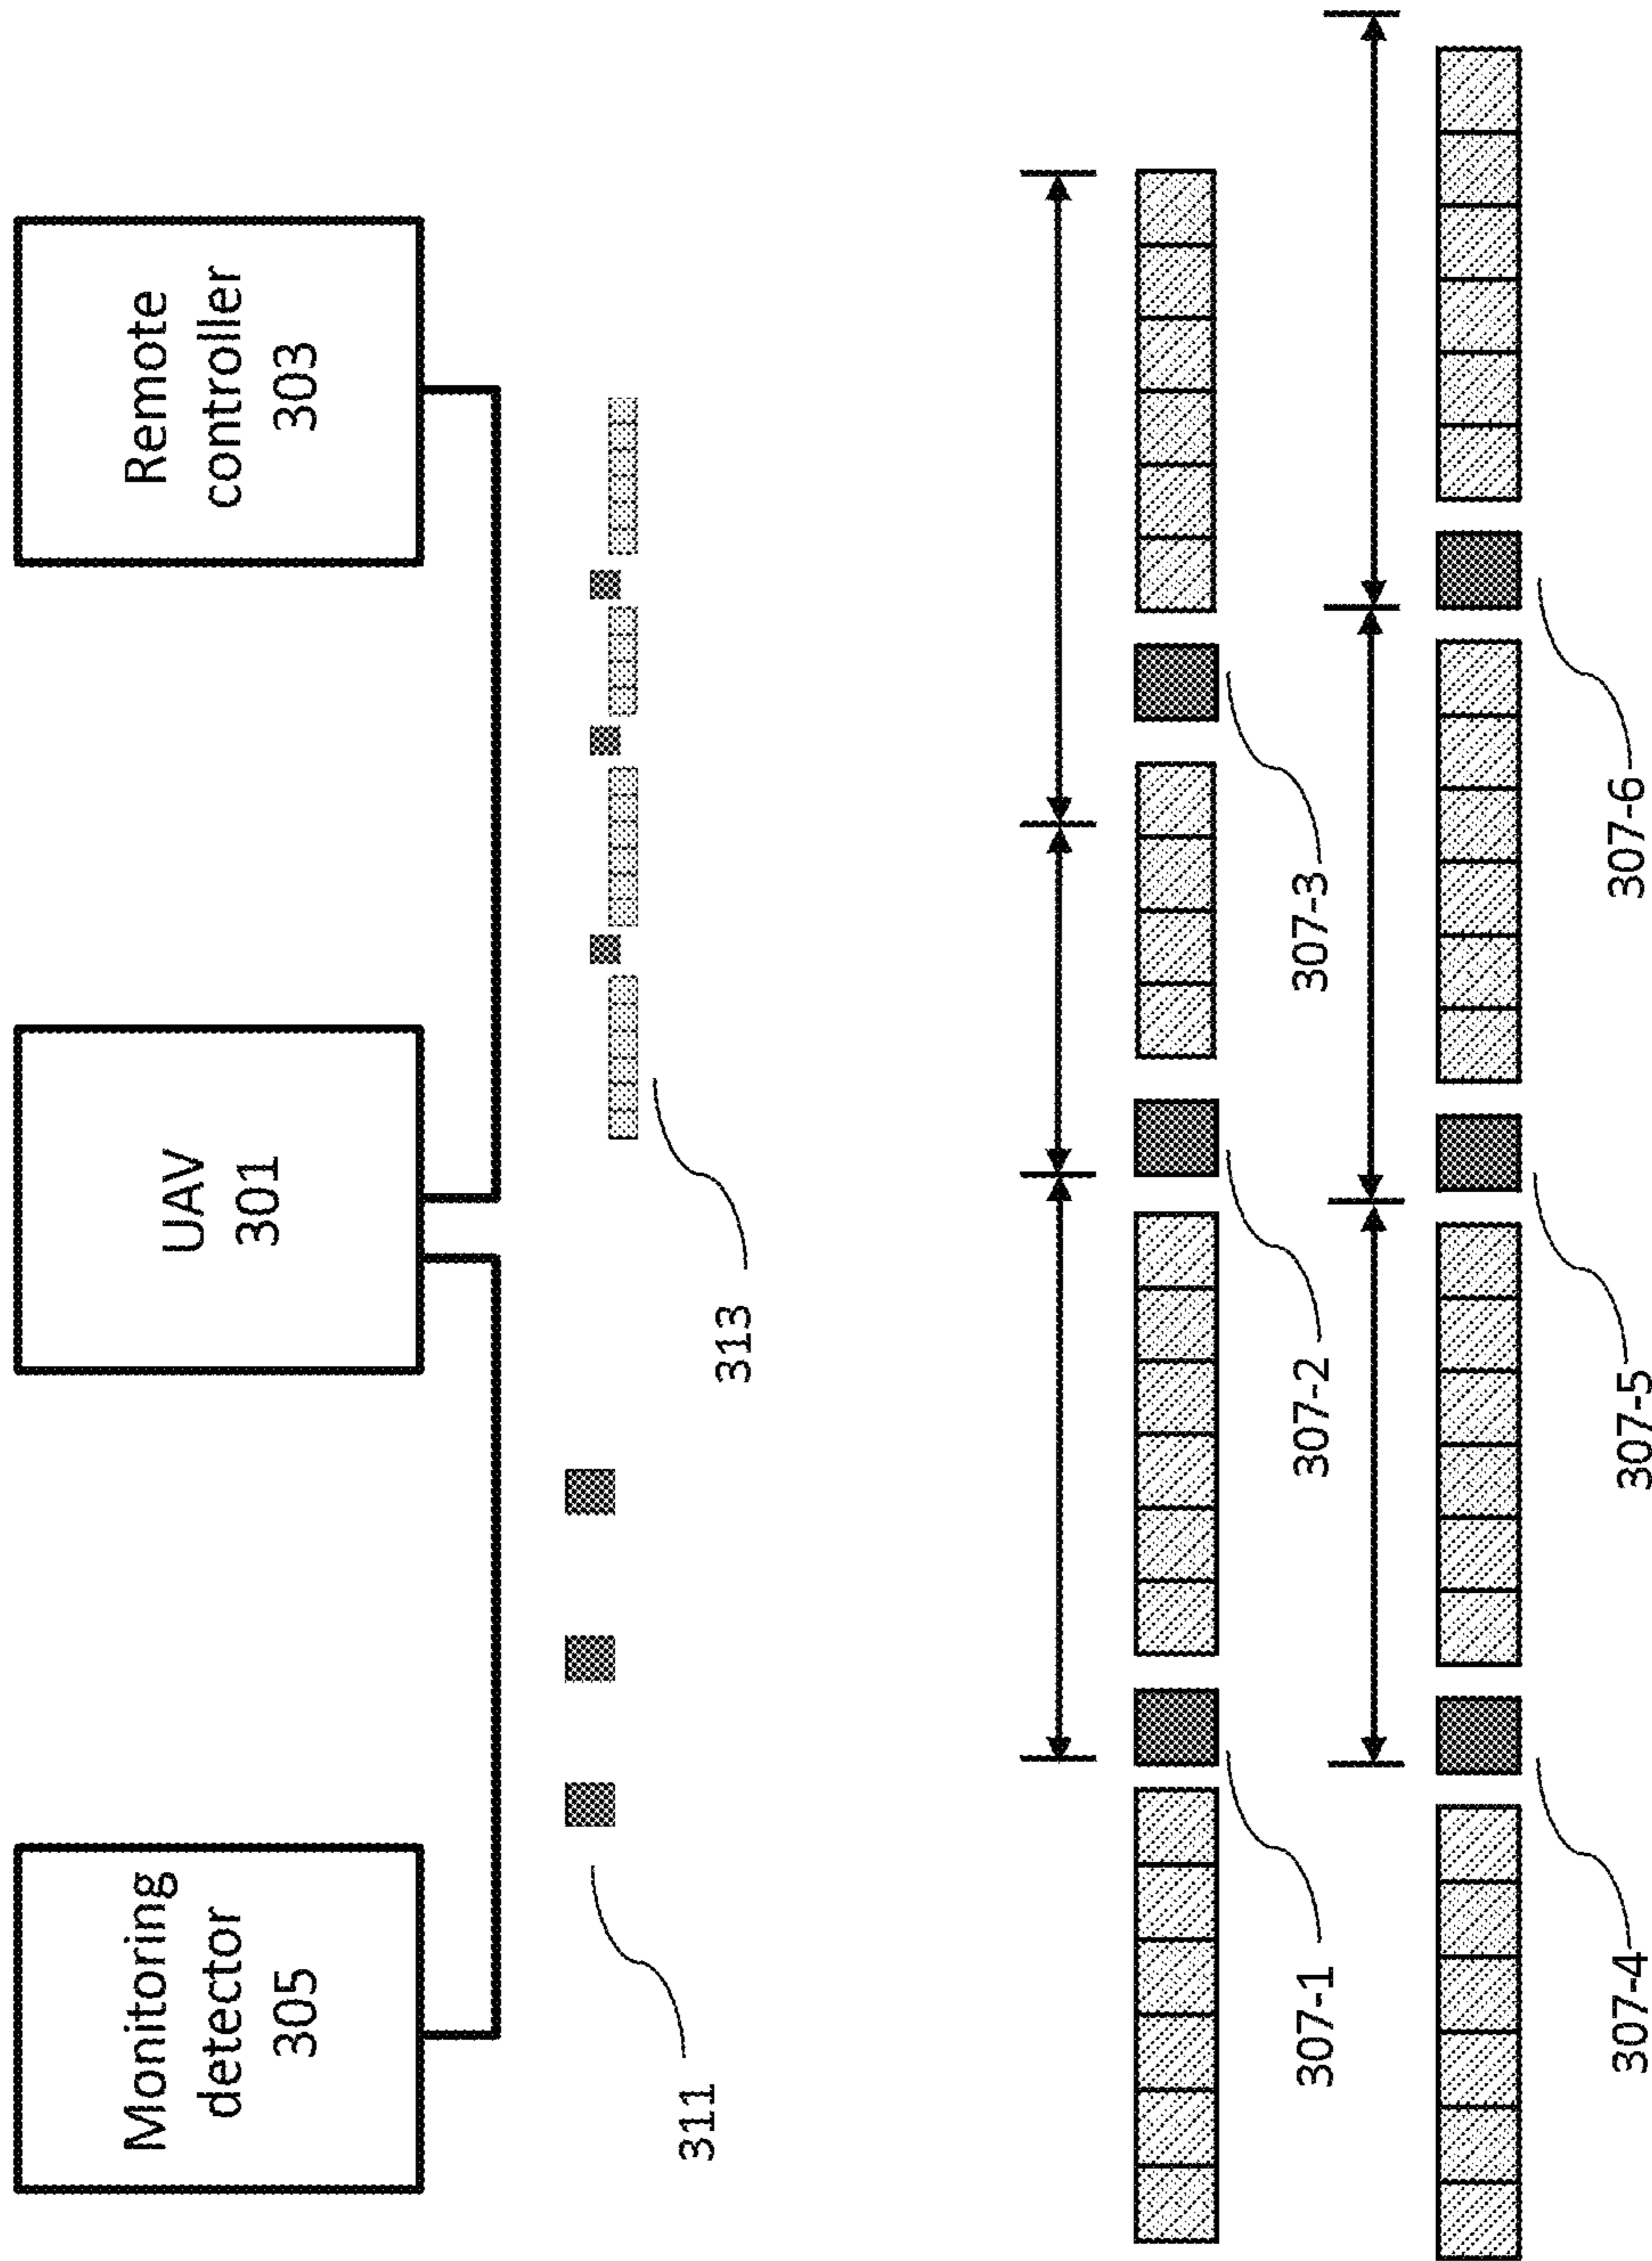 Monitoring
detector
305
UAV
301
Remote
controller
303
311
313
307-1
307-2
307-3
307-4
307-5
307-6